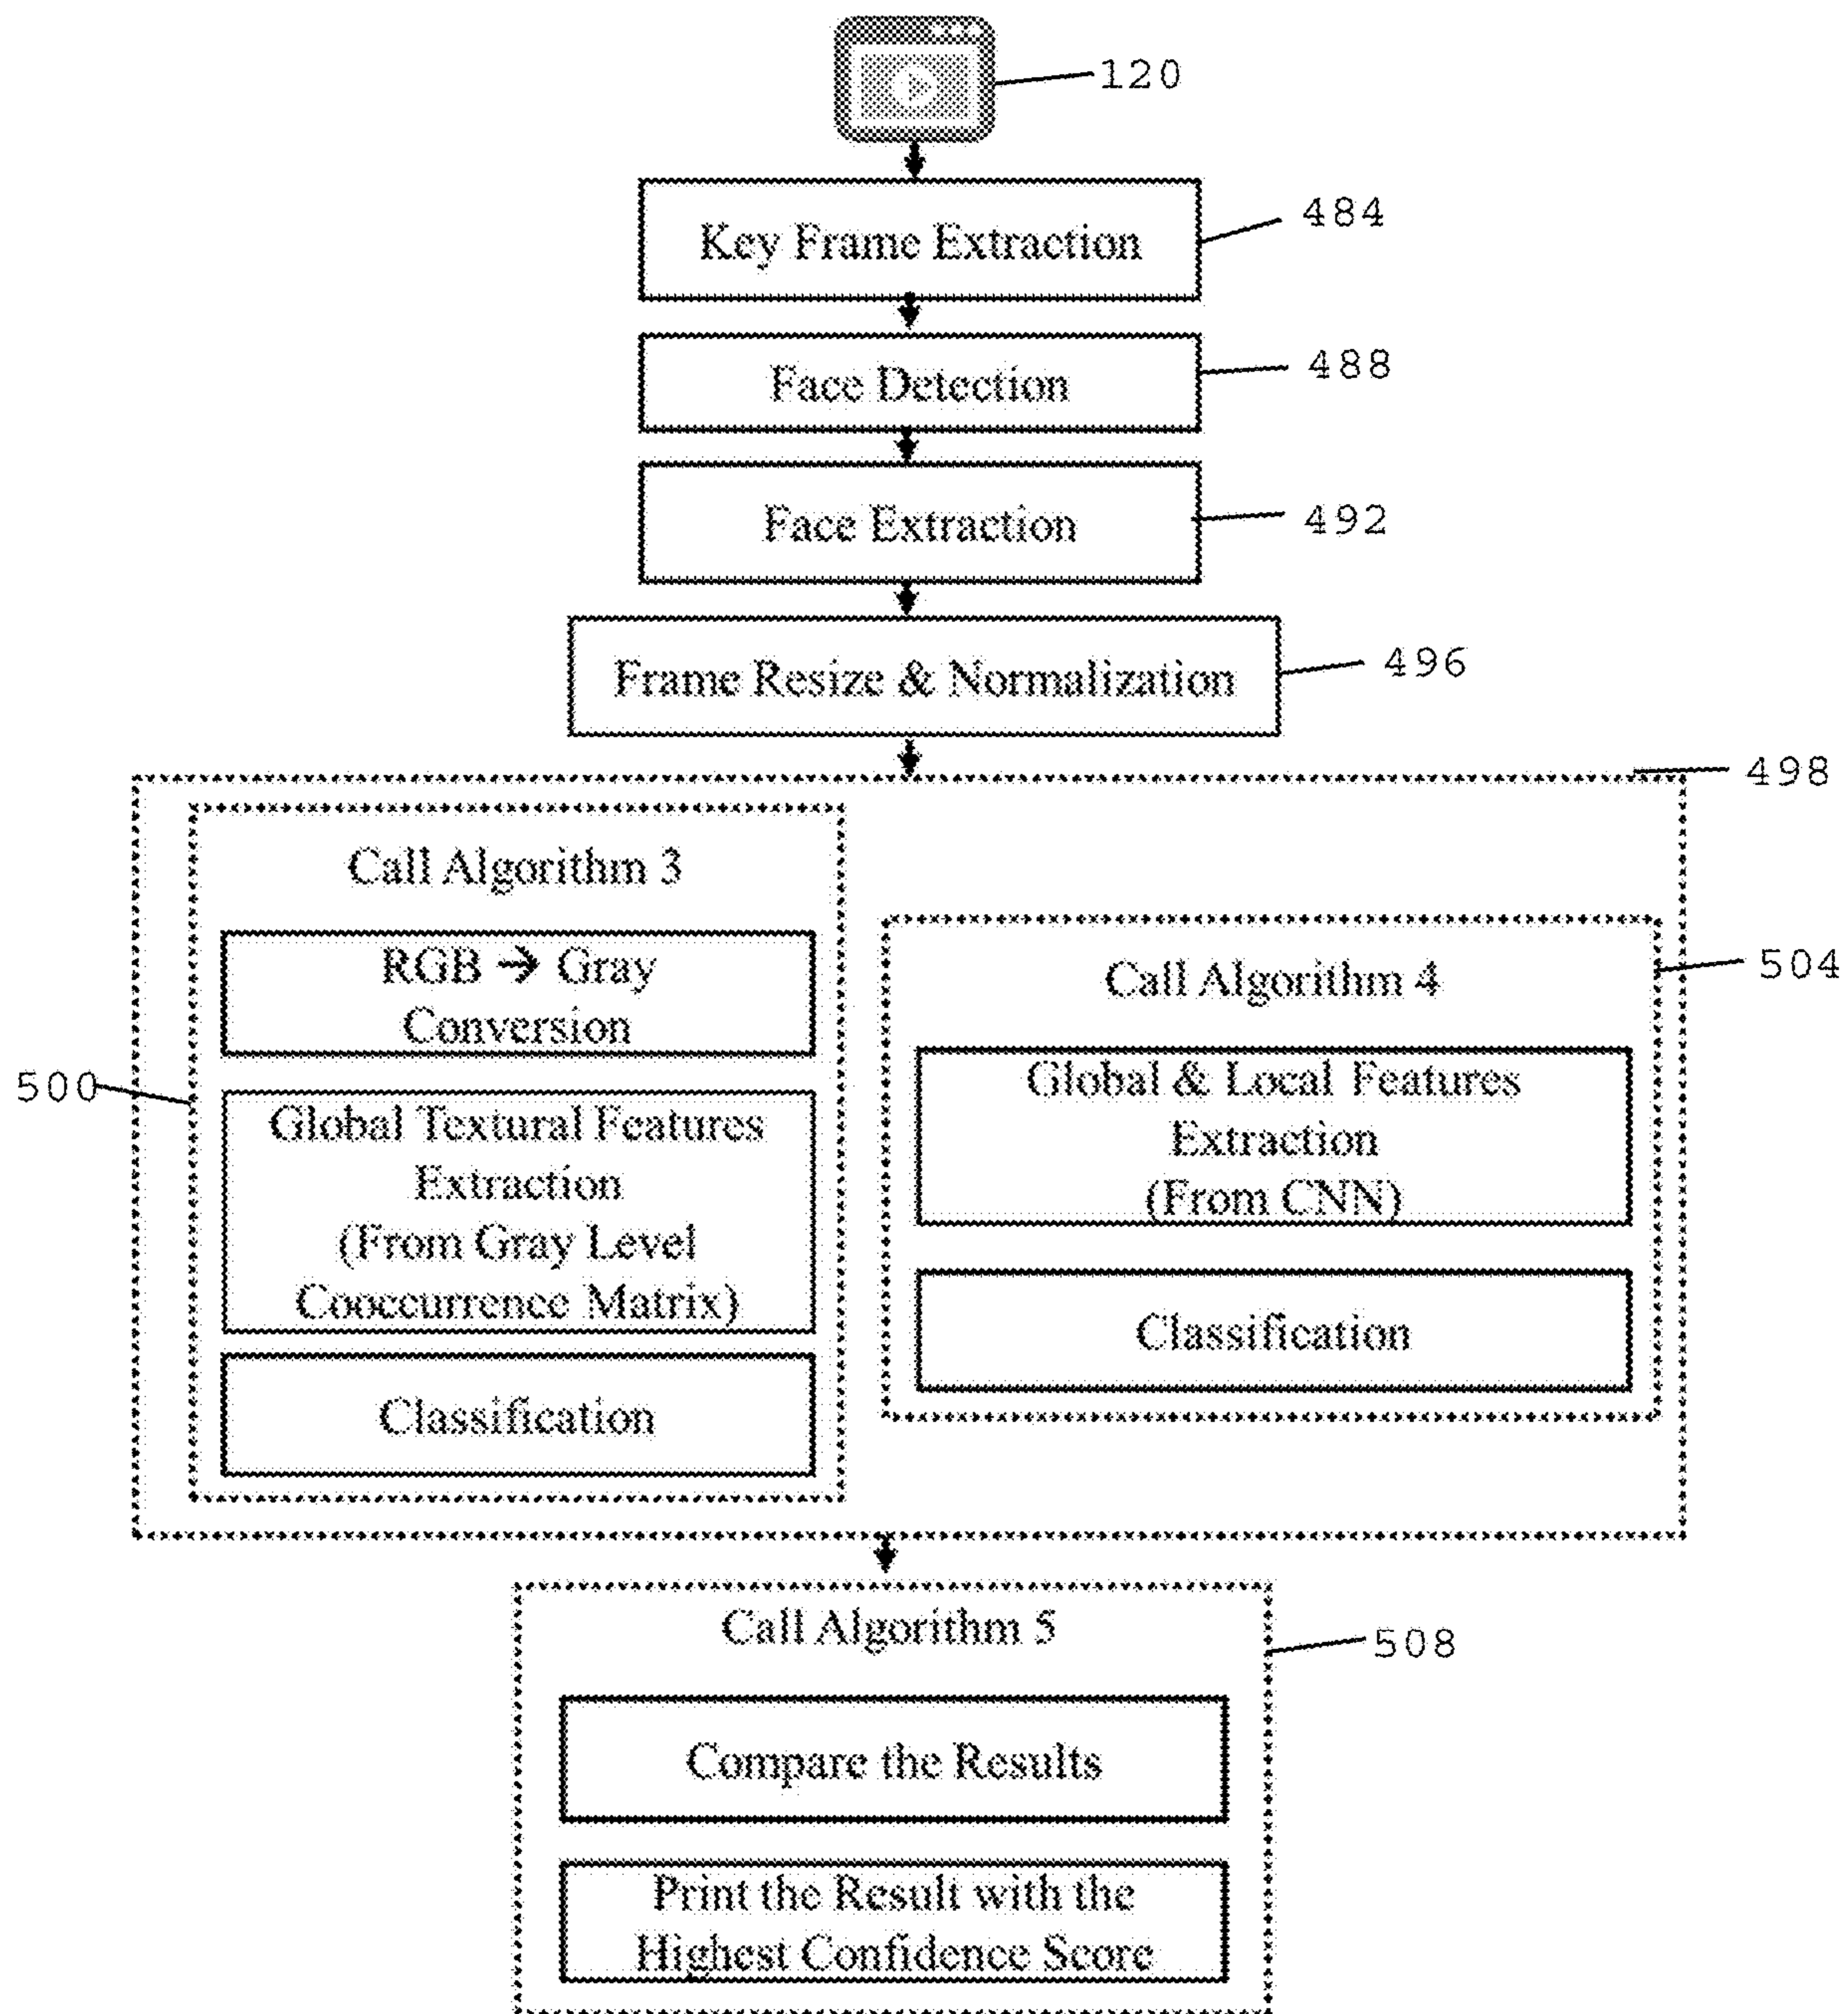 120
Key Frame Extraction
484
Face Detection
488
Face Extraction
492
Frame Resize & Normalization
496
498
Call Algorithm 3
RGB → Gray
Conversion
500
Global Textural Features
Extraction
(From Gray Level
Cooccurrence Matrix)
Classification
Call Algorithm 4
504
Global & Local Features
Extraction
(From CNN)
Classification
Call Algorithm 5
508
Compare the Results
Print the Result with the
Highest Confidence Score